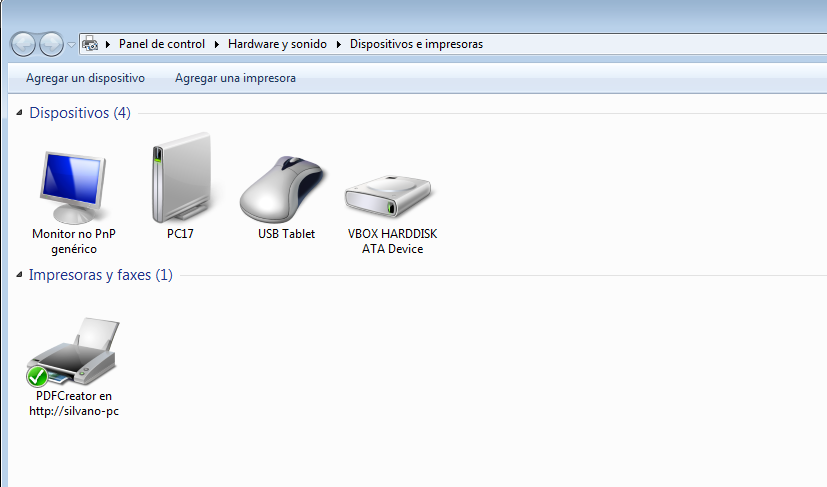 Panel de control Hardware y sonido Dispositivos e impresoras
Agregar un dispositivo Agregar una impresora
Dispositivos (4)
Monitor no PnP
genérico
PC17
USB Tablet
VBOX HARDDISK
ATA Device
Impresoras y faxes (1)
PDFCreator en
http://silvano-pc